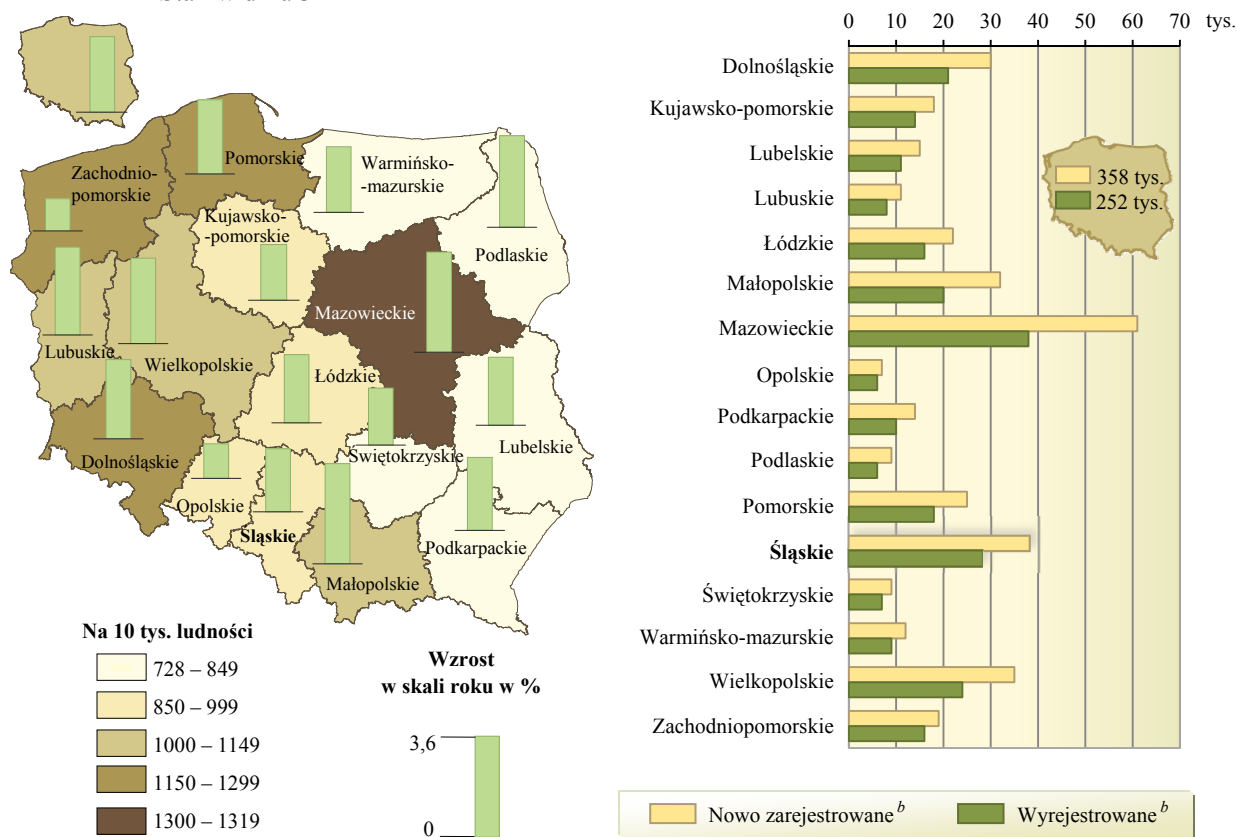 Pomorskie
Zachodnio-
pomorskie
Warmińsko-
-mazurskie
Kujawsko-
-pomorskie
Podlaskie
Mazowieckie
Lubuskie
Wielkopolskie
Łódzkie
Dolnośląskie
Świętokrzyskie
Lubelskie
Opolskie
Śląskie
Podkarpackie
Małopolskie
Na 10 tys. ludności
728 – 849
850 – 999
1000 – 1149
1150 – 1299
1300 – 1319
Wzrost
w skali roku w %
3,6
0
0 10 20 30 40 50 60 70 tys.
Dolnośląskie
Kujawsko-pomorskie
Lubelskie
Lubuskie
Łódzkie
Małopolskie
Mazowieckie
Opolskie
Podkarpackie
Podlaskie
Pomorskie
Śląskie
Świętokrzyskie
Warmińsko-mazurskie
Wielkopolskie
Zachodniopomorskie
358 tys.
252 tys.
Nowo zarejestrowane b
Wyrejestrowane b